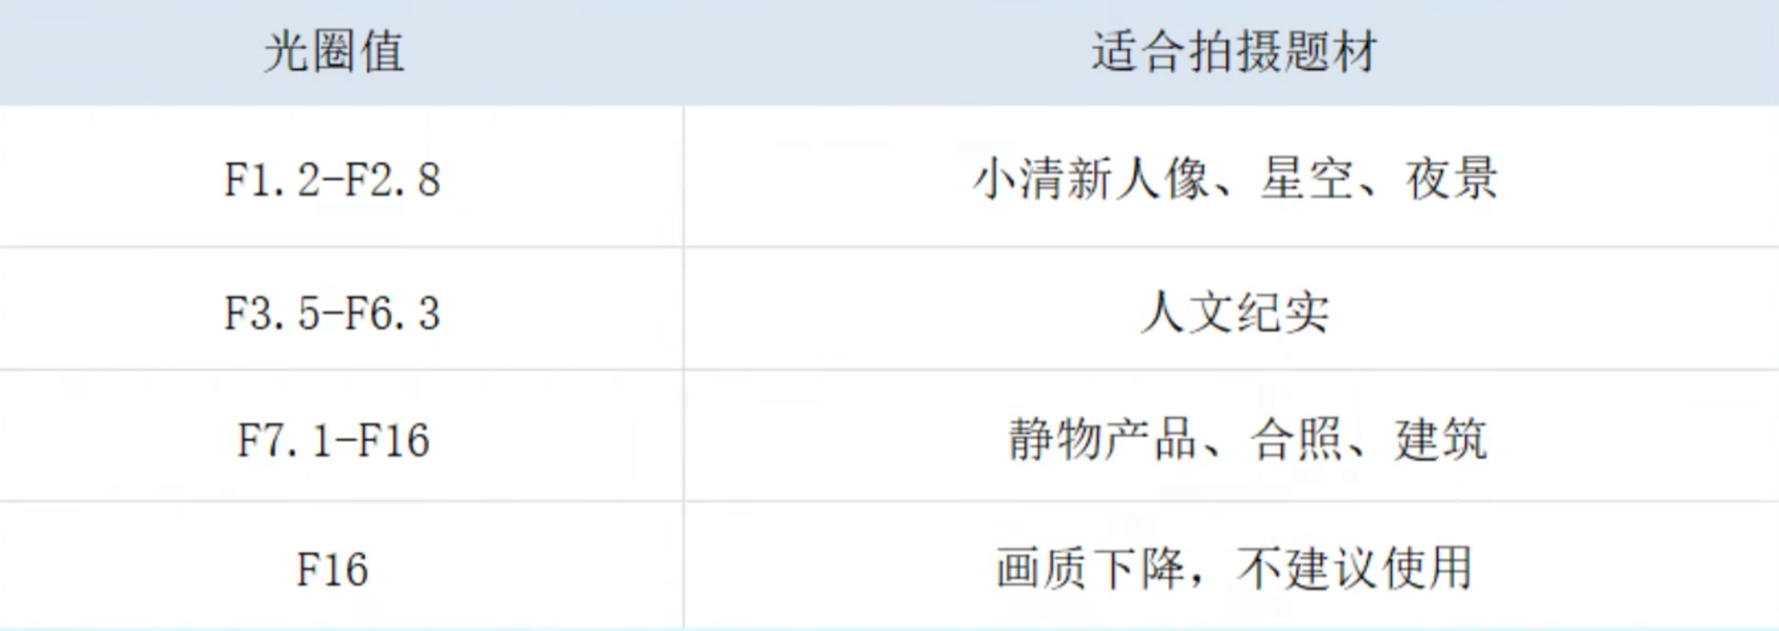 光圈值 适合拍摄题材
F1.2-F2.8 小清新人像、星空、夜景
F3.5-F6.3 人文纪实
F7.1-F16 静物产品、合照、建筑
F16 画质下降，不建议使用